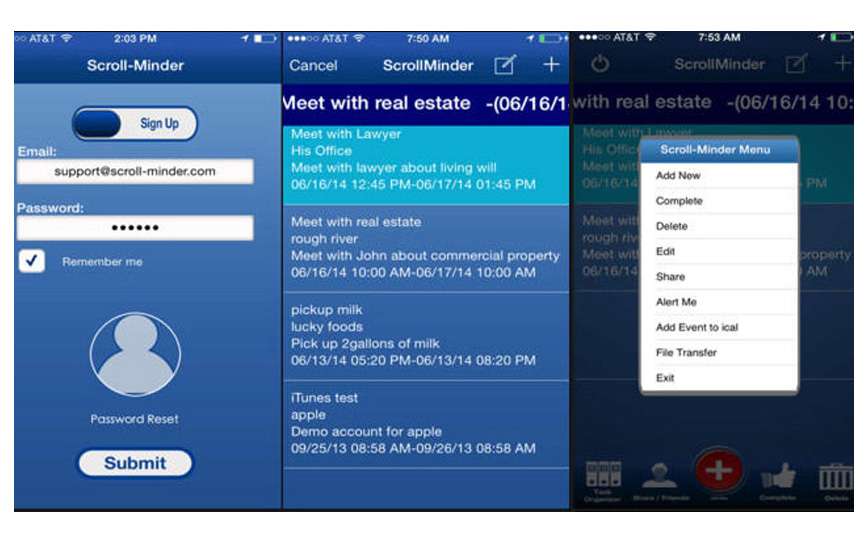 AT&T 2:03 PM
Scroll-Minder
Sign Up
Email:
support@scroll-minder.com
Password:
Remember me
Password Reset
Submit
AT&T 7:50 AM
Cancel ScrollMinder
Meet with real estate -(06/16/1
Meet with Lawyer
His Office
Meet with lawyer about living will
06/16/14 12:45 PM-06/17/14 01:45 PM
Meet with real estate
rough river
Meet with John about commercial property
06/16/14 10:00 AM-06/17/14 10:00 AM
pickup milk
lucky foods
Pick up 2gallons of milk
06/13/14 05:20 PM-06/13/14 08:20 PM
iTunes test
apple
Demo account for apple
09/25/13 08:58 AM-09/26/13 08:58 AM
AT&T 7:53 AM
ScrollMinder
with real estate -(06/16/14 10:
Meet with Lawyer
His Office
Meet with
06/16/14 PM
Meet with
rough riv
Meet with property
06/16/14 AM
Scroll-Minder Menu
Add New
Complete
Delete
Edit
Share
Alert Me
Add Event to ical
File Transfer
Exit
Task
Organizer
Share / Friends
Complete
Delete